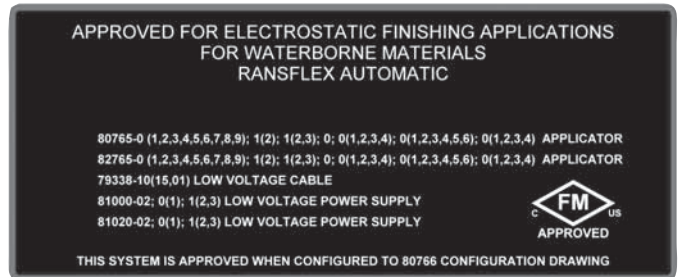 APPROVED FOR ELECTROSTATIC FINISHING APPLICATIONS
FOR WATERBORNE MATERIALS
RANSFLEX AUTOMATIC
80765-0 (1,2,3,4,5,6,7,8,9); 1(2); 1(2,3); 0; 0(1,2,3,4); 0(1,2,3,4,5,6); 0(1,2,3,4) APPLICATOR
82765-0 (1,2,3,4,5,6,7,8,9); 1(2); 1(2,3); 0; 0(1,2,3,4); 0(1,2,3,4,5,6); 0(1,2,3,4) APPLICATOR
79338-10(15,01) LOW VOLTAGE CABLE
81000-02; 0(1); 1(2,3) LOW VOLTAGE POWER SUPPLY
81020-02; 0(1); 1(2,3) LOW VOLTAGE POWER SUPPLY
C FM US
APPROVED
THIS SYSTEM IS APPROVED WHEN CONFIGURED TO 80766 CONFIGURATION DRAWING